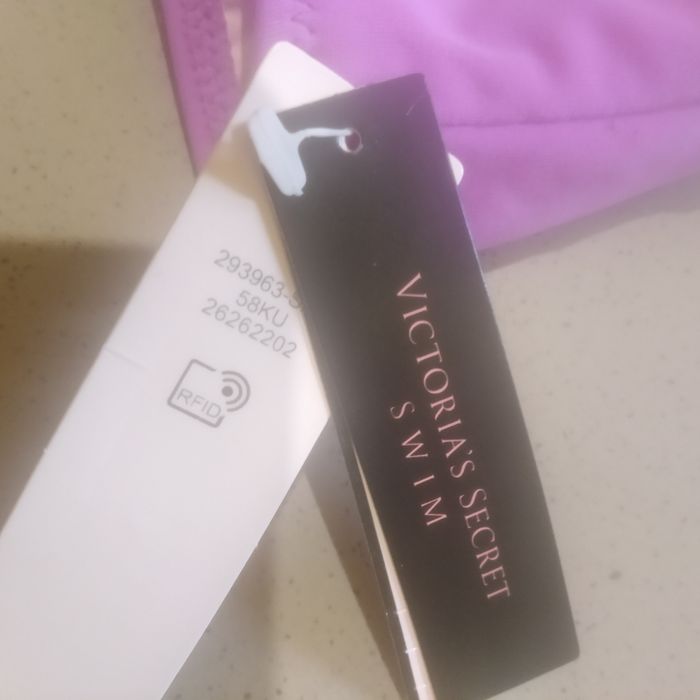 293963-
58KU
26262202
RFID
VICTORIA'S SECRET
SWIM